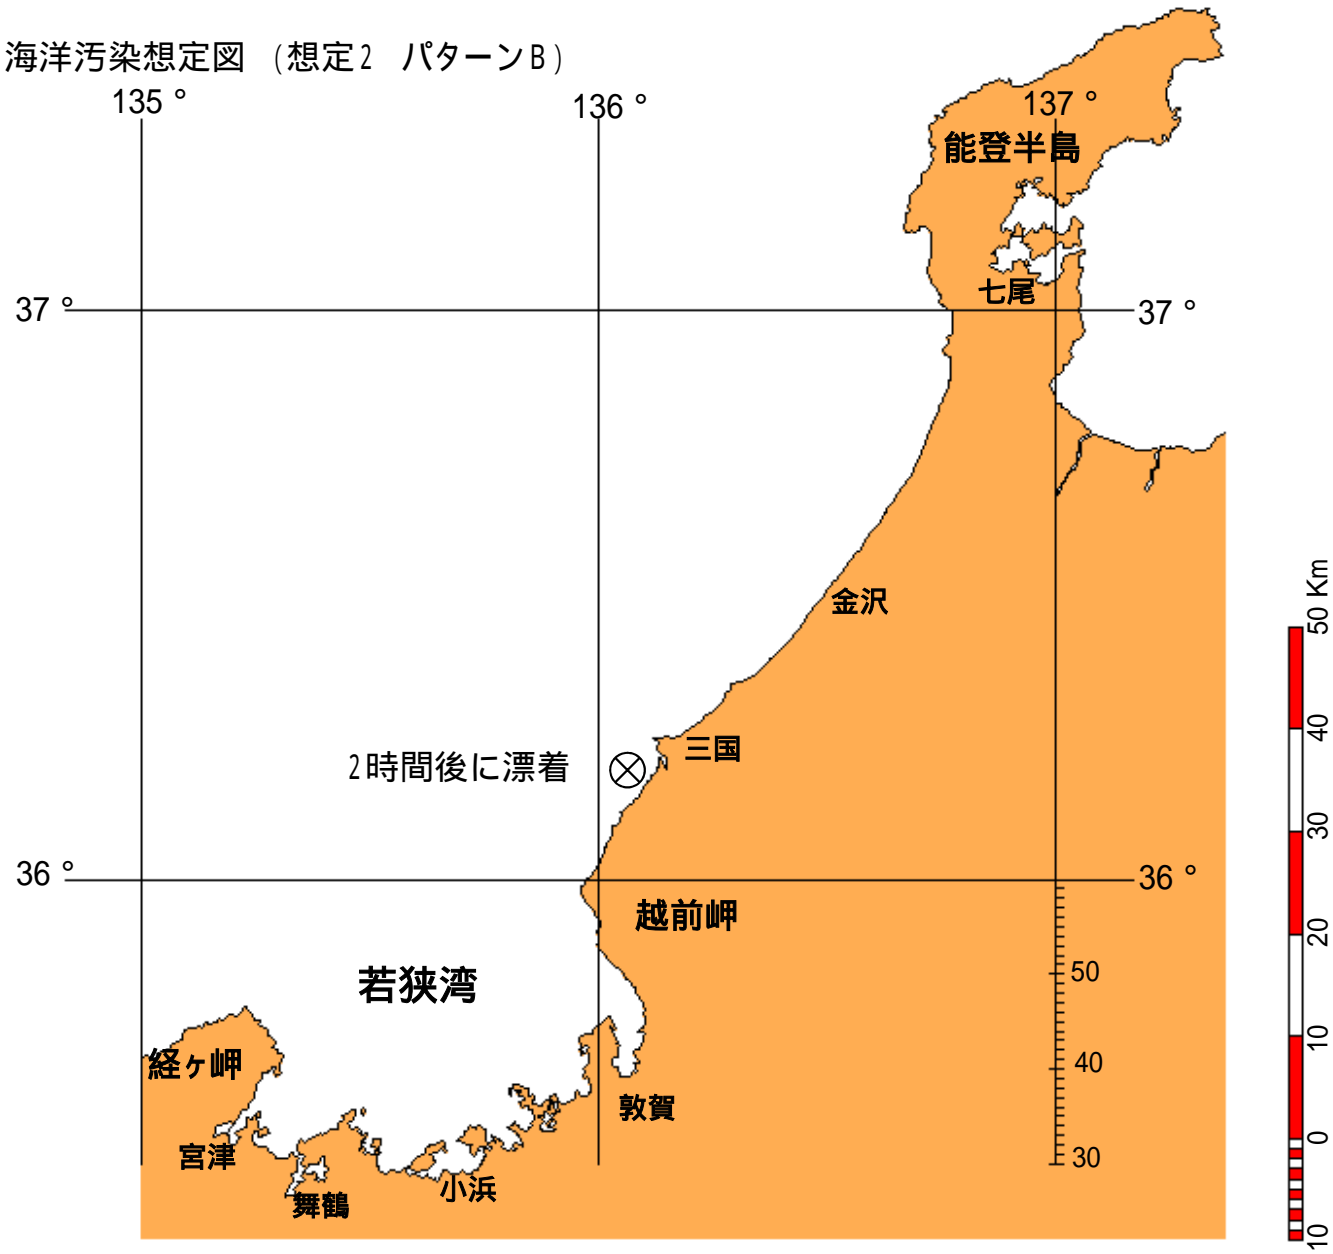 海洋汚染想定図 (想定2 パターンB)
135°
136°
137°
能登半島
七尾
37°
37°
金沢
三国
2時間後に漂着
36°
36°
越前岬
若狭湾
経ヶ岬
敦賀
宮津
舞鶴
小浜
50
40
30
50 Km
40
30
20
10
0
10